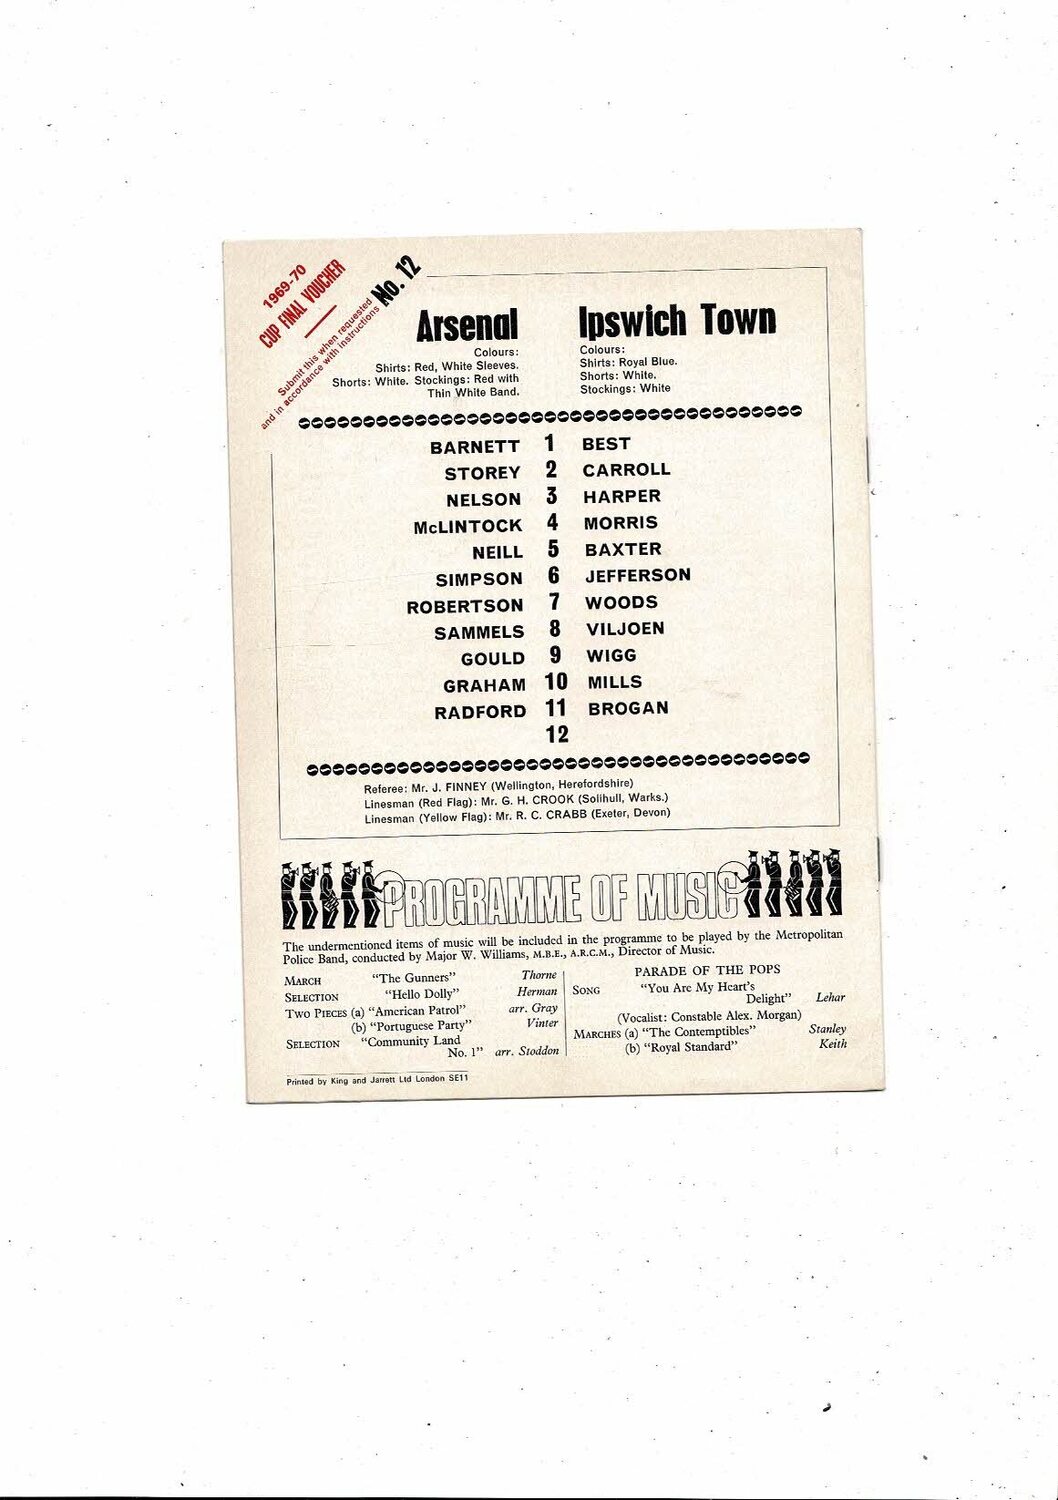 1969-70
CUP FINAL VOUCHER
Submit this when requested
and in accordance with instructions
No. 12
Arsenal
Colours:
Shirts: Red, White Sleeves.
Shorts: White. Stockings: Red with
Thin White Band.
Ipswich Town
Colours:
Shirts: Royal Blue.
Shorts: White.
Stockings: White
BARNETT 1 BEST
STOREY 2 CARROLL
NELSON 3 HARPER
McLINTOCK 4 MORRIS
NEILL 5 BAXTER
SIMPSON 6 JEFFERSON
ROBERTSON 7 WOODS
SAMMELS 8 VILJOEN
GOULD 9 WIGG
GRAHAM 10 MILLS
RADFORD 11 BROGAN
12
Referee: Mr. J. FINNEY (Wellington, Herefordshire)
Linesman (Red Flag): Mr. G. H. CROOK (Solihull, Warks.)
Linesman (Yellow Flag): Mr. R. C. CRABB (Exeter, Devon)
PROGRAMME OF MUSIC
The undermentioned items of music will be included in the programme to be played by the Metropolitan
Police Band, conducted by Major W. Williams, M.B.E., A.R.C.M., Director of Music.
MARCH "The Gunners" Thorne
SELECTION "Hello Dolly" Herman
TWO PIECES (a) "American Patrol" arr. Gray
(b) "Portuguese Party" Vinter
SELECTION "Community Land
No. 1" arr. Stoddon
PARADE OF THE POPS
SONG "You Are My Heart's
Delight" Lehar
(Vocalist: Constable Alex. Morgan)
MARCHES (a) "The Contemptibles" Stanley
(b) "Royal Standard" Keith
Printed by King and Jarrett Ltd London SE11